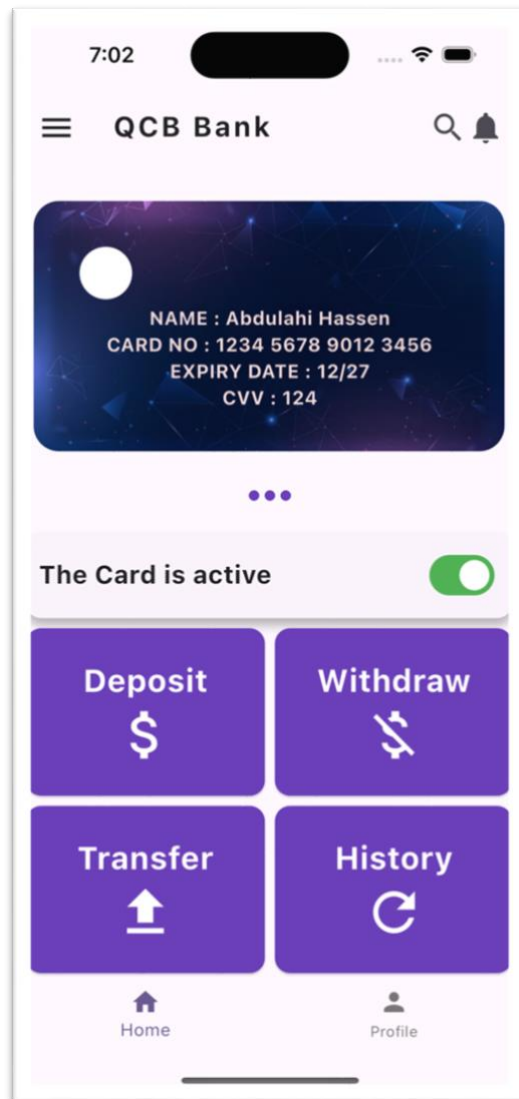 7:02
QCB Bank
NAME : Abdulahi Hassen
CARD NO : 1234 5678 9012 3456
EXPIRY DATE : 12/27
CVV : 124
The Card is active
Deposit
Withdraw
Transfer
History
Home
Profile